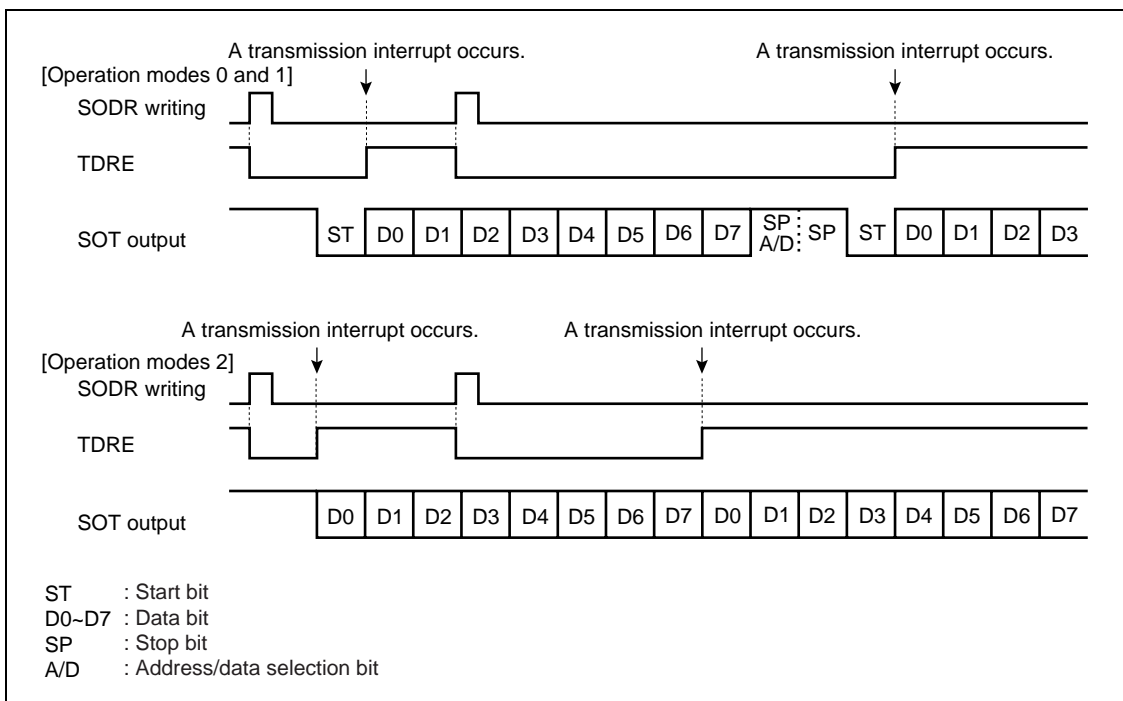 A transmission interrupt occurs. A transmission interrupt occurs.
[Operation modes 0 and 1]
SODR writing
TDRE
SOT output ST D0 D1 D2 D3 D4 D5 D6 D7 SP A/D SP ST D0 D1 D2 D3
A transmission interrupt occurs. A transmission interrupt occurs.
[Operation modes 2]
SODR writing
TDRE
SOT output D0 D1 D2 D3 D4 D5 D6 D7 D0 D1 D2 D3 D4 D5 D6 D7
ST : Start bit
D0~D7 : Data bit
SP : Stop bit
A/D : Address/data selection bit